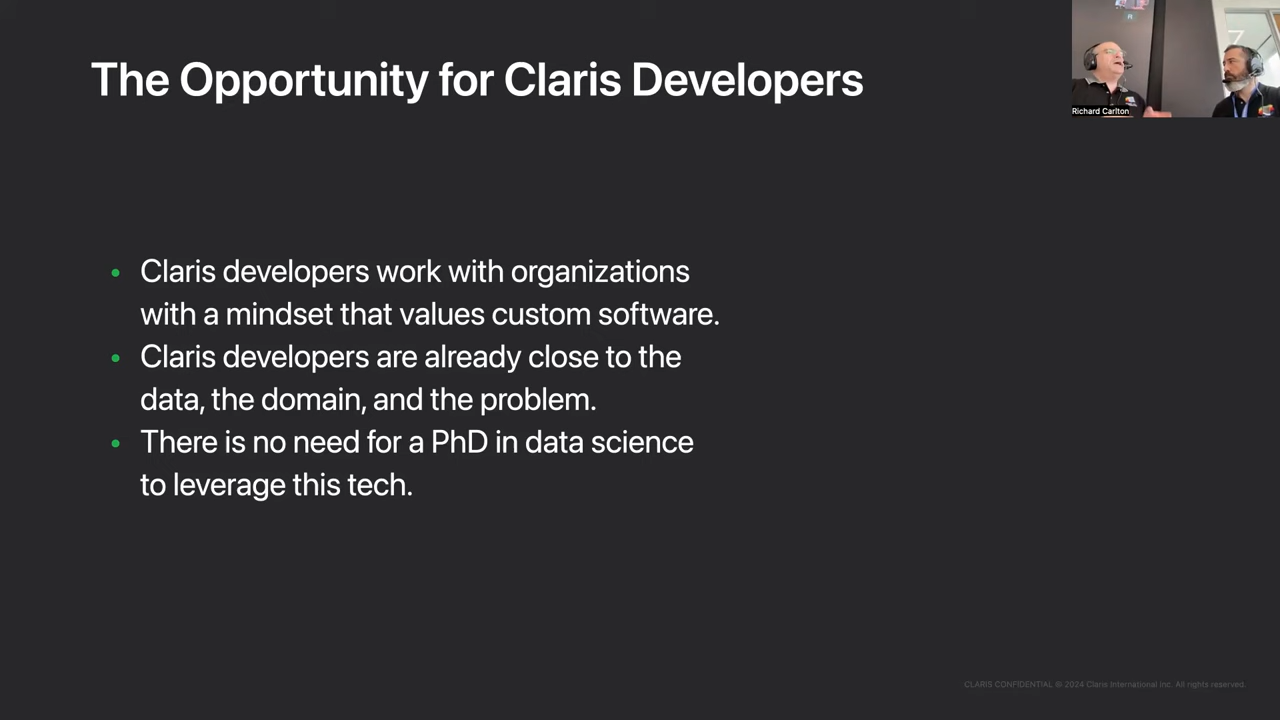 The Opportunity for Claris Developers
Richard Carlton
• Claris developers work with organizations
with a mindset that values custom software.
• Claris developers are already close to the
data, the domain, and the problem.
• There is no need for a PhD in data science
to leverage this tech.
CLARIS CONFIDENTIAL © 2024 Claris International Inc. All rights reserved.